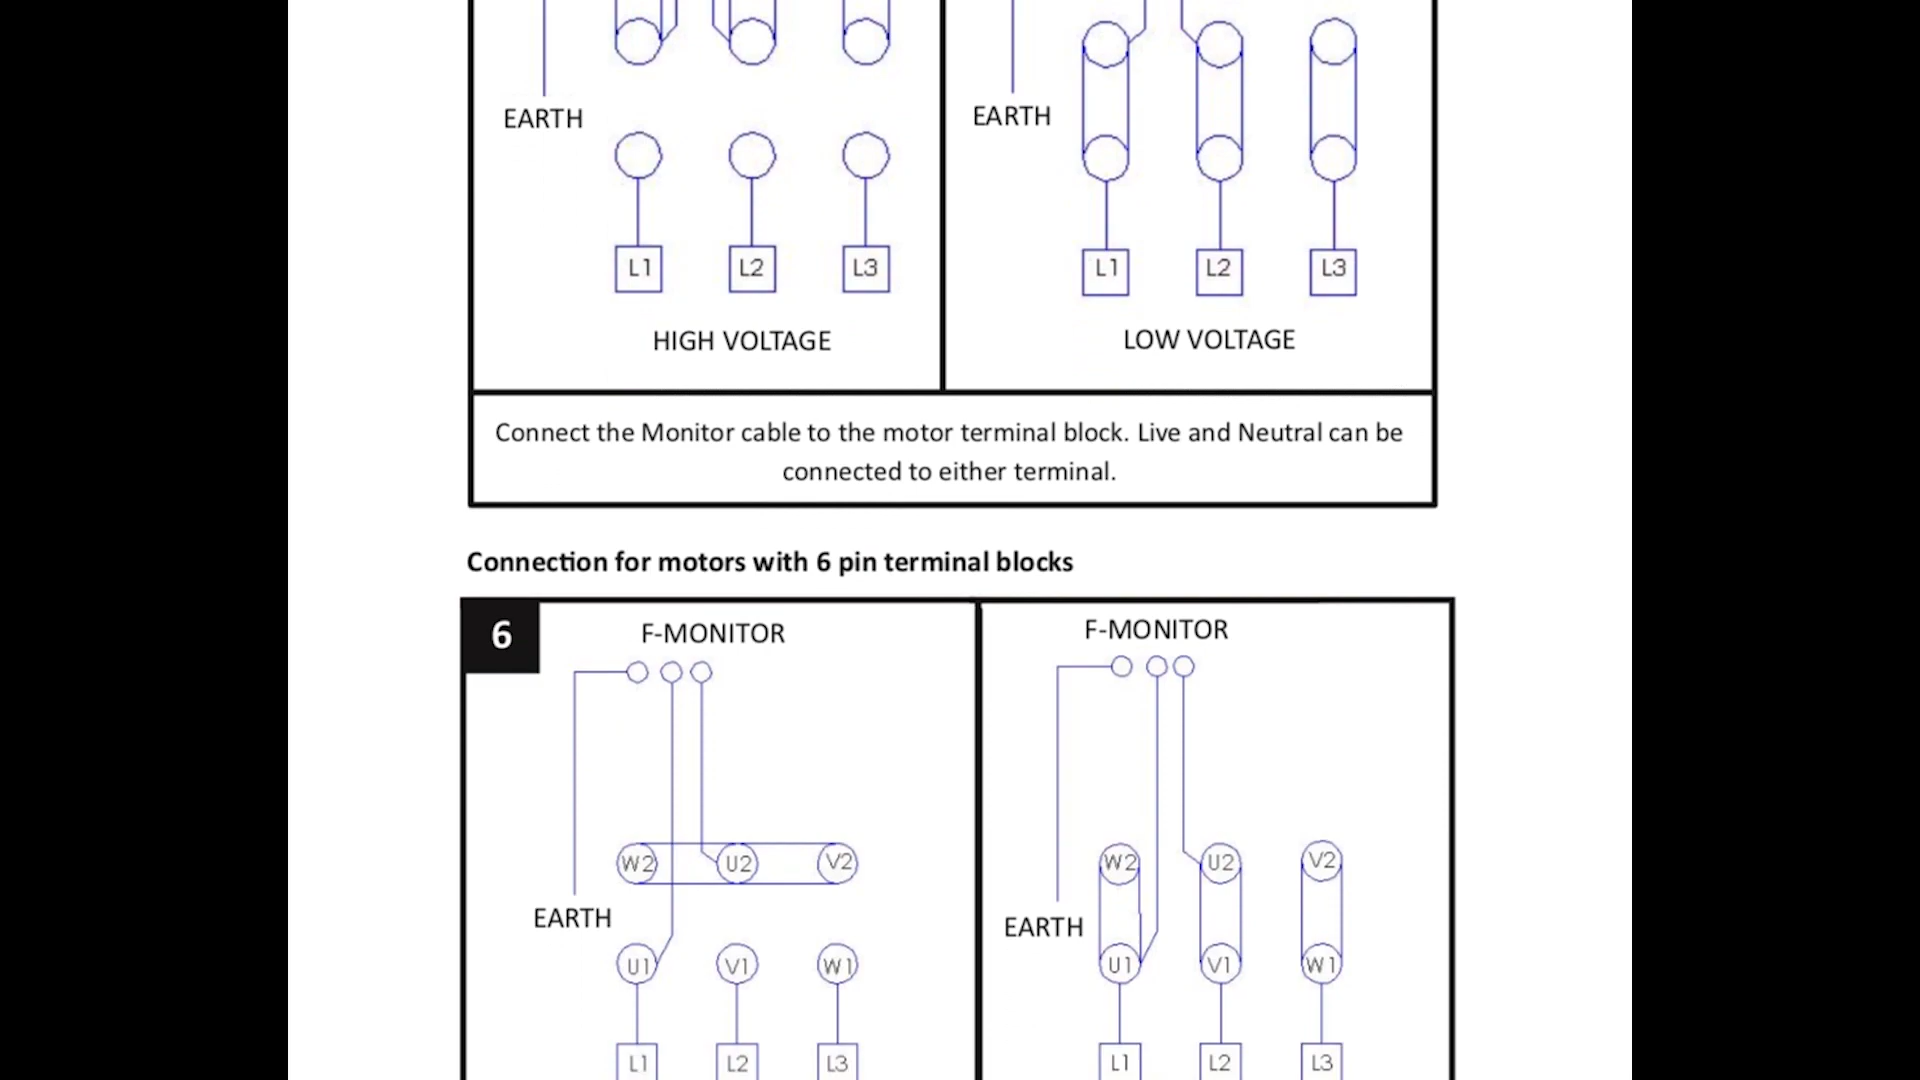 EARTH
EARTH
L1 L2 L3
L1 L2 L3
HIGH VOLTAGE
LOW VOLTAGE
Connect the Monitor cable to the motor terminal block. Live and Neutral can be
connected to either terminal.
Connection for motors with 6 pin terminal blocks
6
F-MONITOR
W2 U2 V2
EARTH
U1 V1 W1
L1 L2 L3
F-MONITOR
W2 U2 V2
EARTH
U1 V1 W1
L1 L2 L3